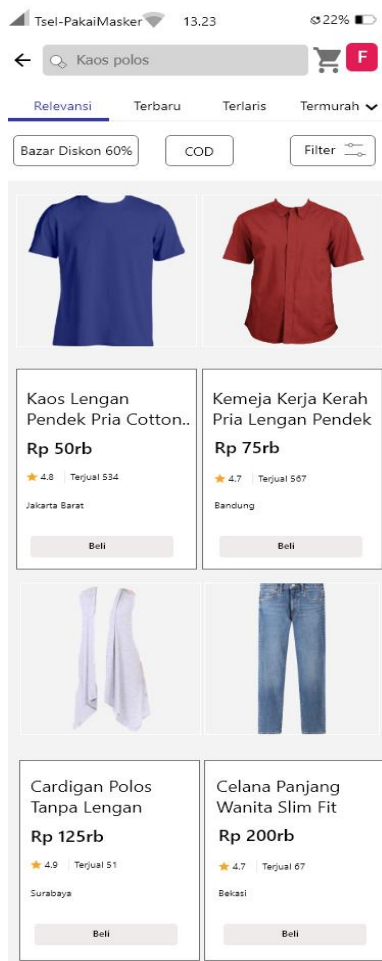 Tsel-PakaiMasker 13.23 22%
Kaos polos F
Relevansi Terbaru Terlaris Termurah
Bazar Diskon 60% COD Filter
Kaos Lengan
Pendek Pria Cotton..
Rp 50rb
4.8 Terjual 534
Jakarta Barat
Beli
Kemeja Kerja Kerah
Pria Lengan Pendek
Rp 75rb
4.7 Terjual 567
Bandung
Beli
Cardigan Polos
Tanpa Lengan
Rp 125rb
4.9 Terjual 51
Surabaya
Beli
Celana Panjang
Wanita Slim Fit
Rp 200rb
4.7 Terjual 67
Bekasi
Beli